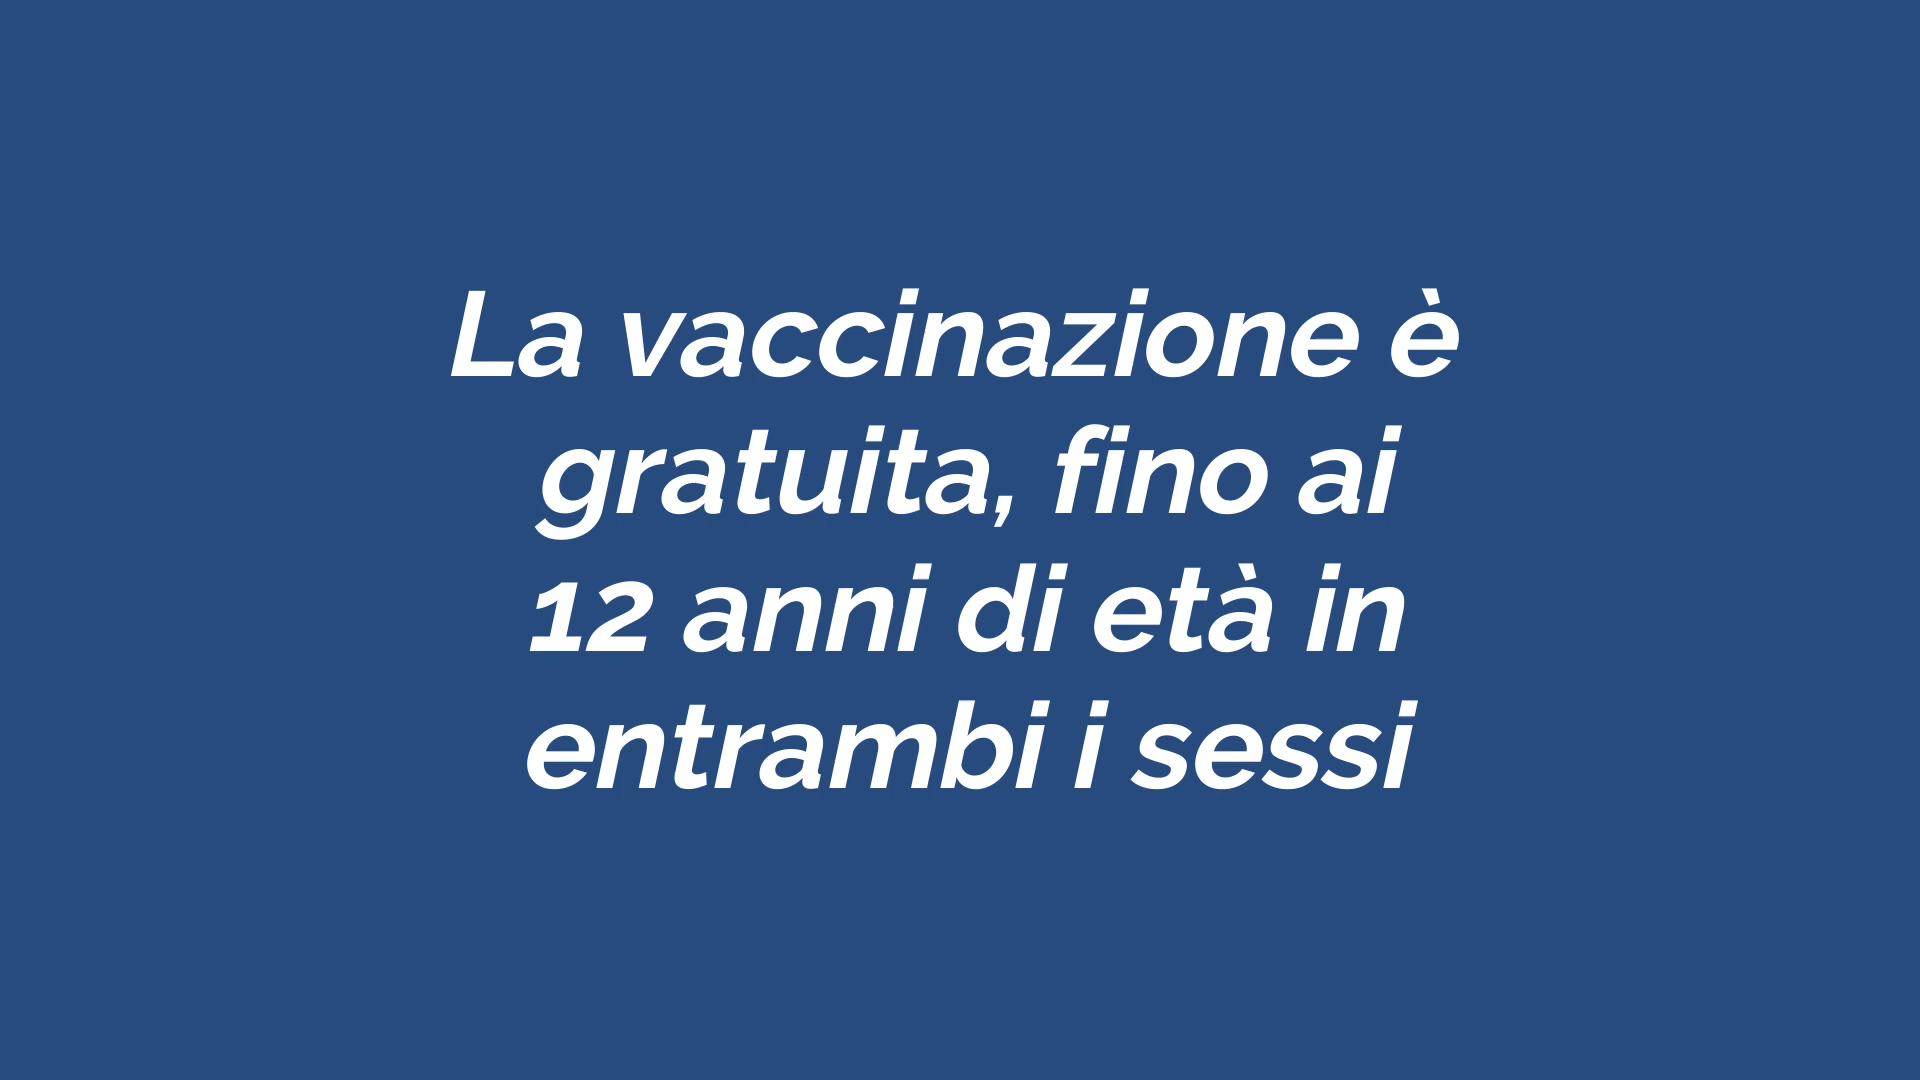 La vaccinazione è
gratuita, fino ai
12 anni di età in
entrambi i sessi